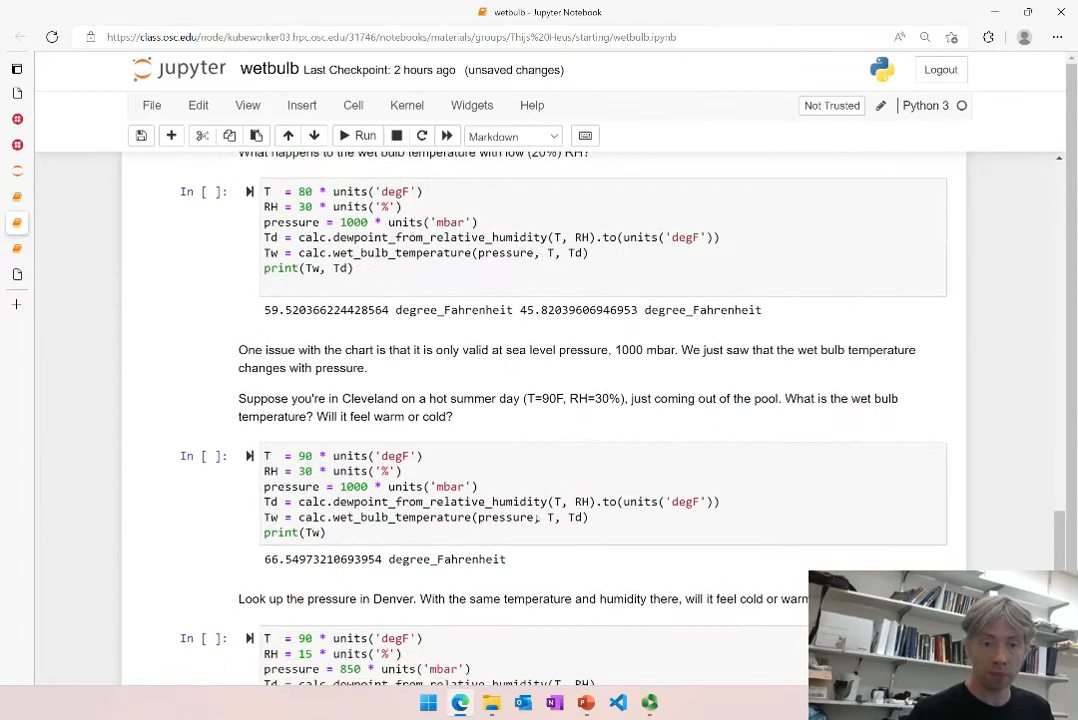 wetbulb - Jupyter Notebook
https://class.osc.edu/node/kubeworker03.hpc.osc.edu/31746/notebooks/materials/groups/Thijs%20Heus/starting/wetbulb.ipynb
jupyter wetbulb Last Checkpoint: 2 hours ago (unsaved changes) Logout
File Edit View Insert Cell Kernel Widgets Help Not Trusted Python 3
Run Markdown
What happens to the wet bulb temperature with low (20%) RH?
In [ ]: T = 80 * units('degF')
RH = 30 * units('%')
pressure = 1000 * units('mbar')
Td = calc.dewpoint_from_relative_humidity(T, RH).to(units('degF'))
Tw = calc.wet_bulb_temperature(pressure, T, Td)
print(Tw, Td)
59.520366224428564 degree_Fahrenheit 45.82039606946953 degree_Fahrenheit
One issue with the chart is that it is only valid at sea level pressure, 1000 mbar. We just saw that the wet bulb temperature
changes with pressure.
Suppose you're in Cleveland on a hot summer day (T=90F, RH=30%), just coming out of the pool. What is the wet bulb
temperature? Will it feel warm or cold?
In [ ]: T = 90 * units('degF')
RH = 30 * units('%')
pressure = 1000 * units('mbar')
Td = calc.dewpoint_from_relative_humidity(T, RH).to(units('degF'))
Tw = calc.wet_bulb_temperature(pressure, T, Td)
print(Tw)
66.54973210693954 degree_Fahrenheit
Look up the pressure in Denver. With the same temperature and humidity there, will it feel cold or warm
In [ ]: T = 90 * units('degF')
RH = 15 * units('%')
pressure = 850 * units('mbar')
Td = calc.dewpoint_from_relative_humidity(T, RH)